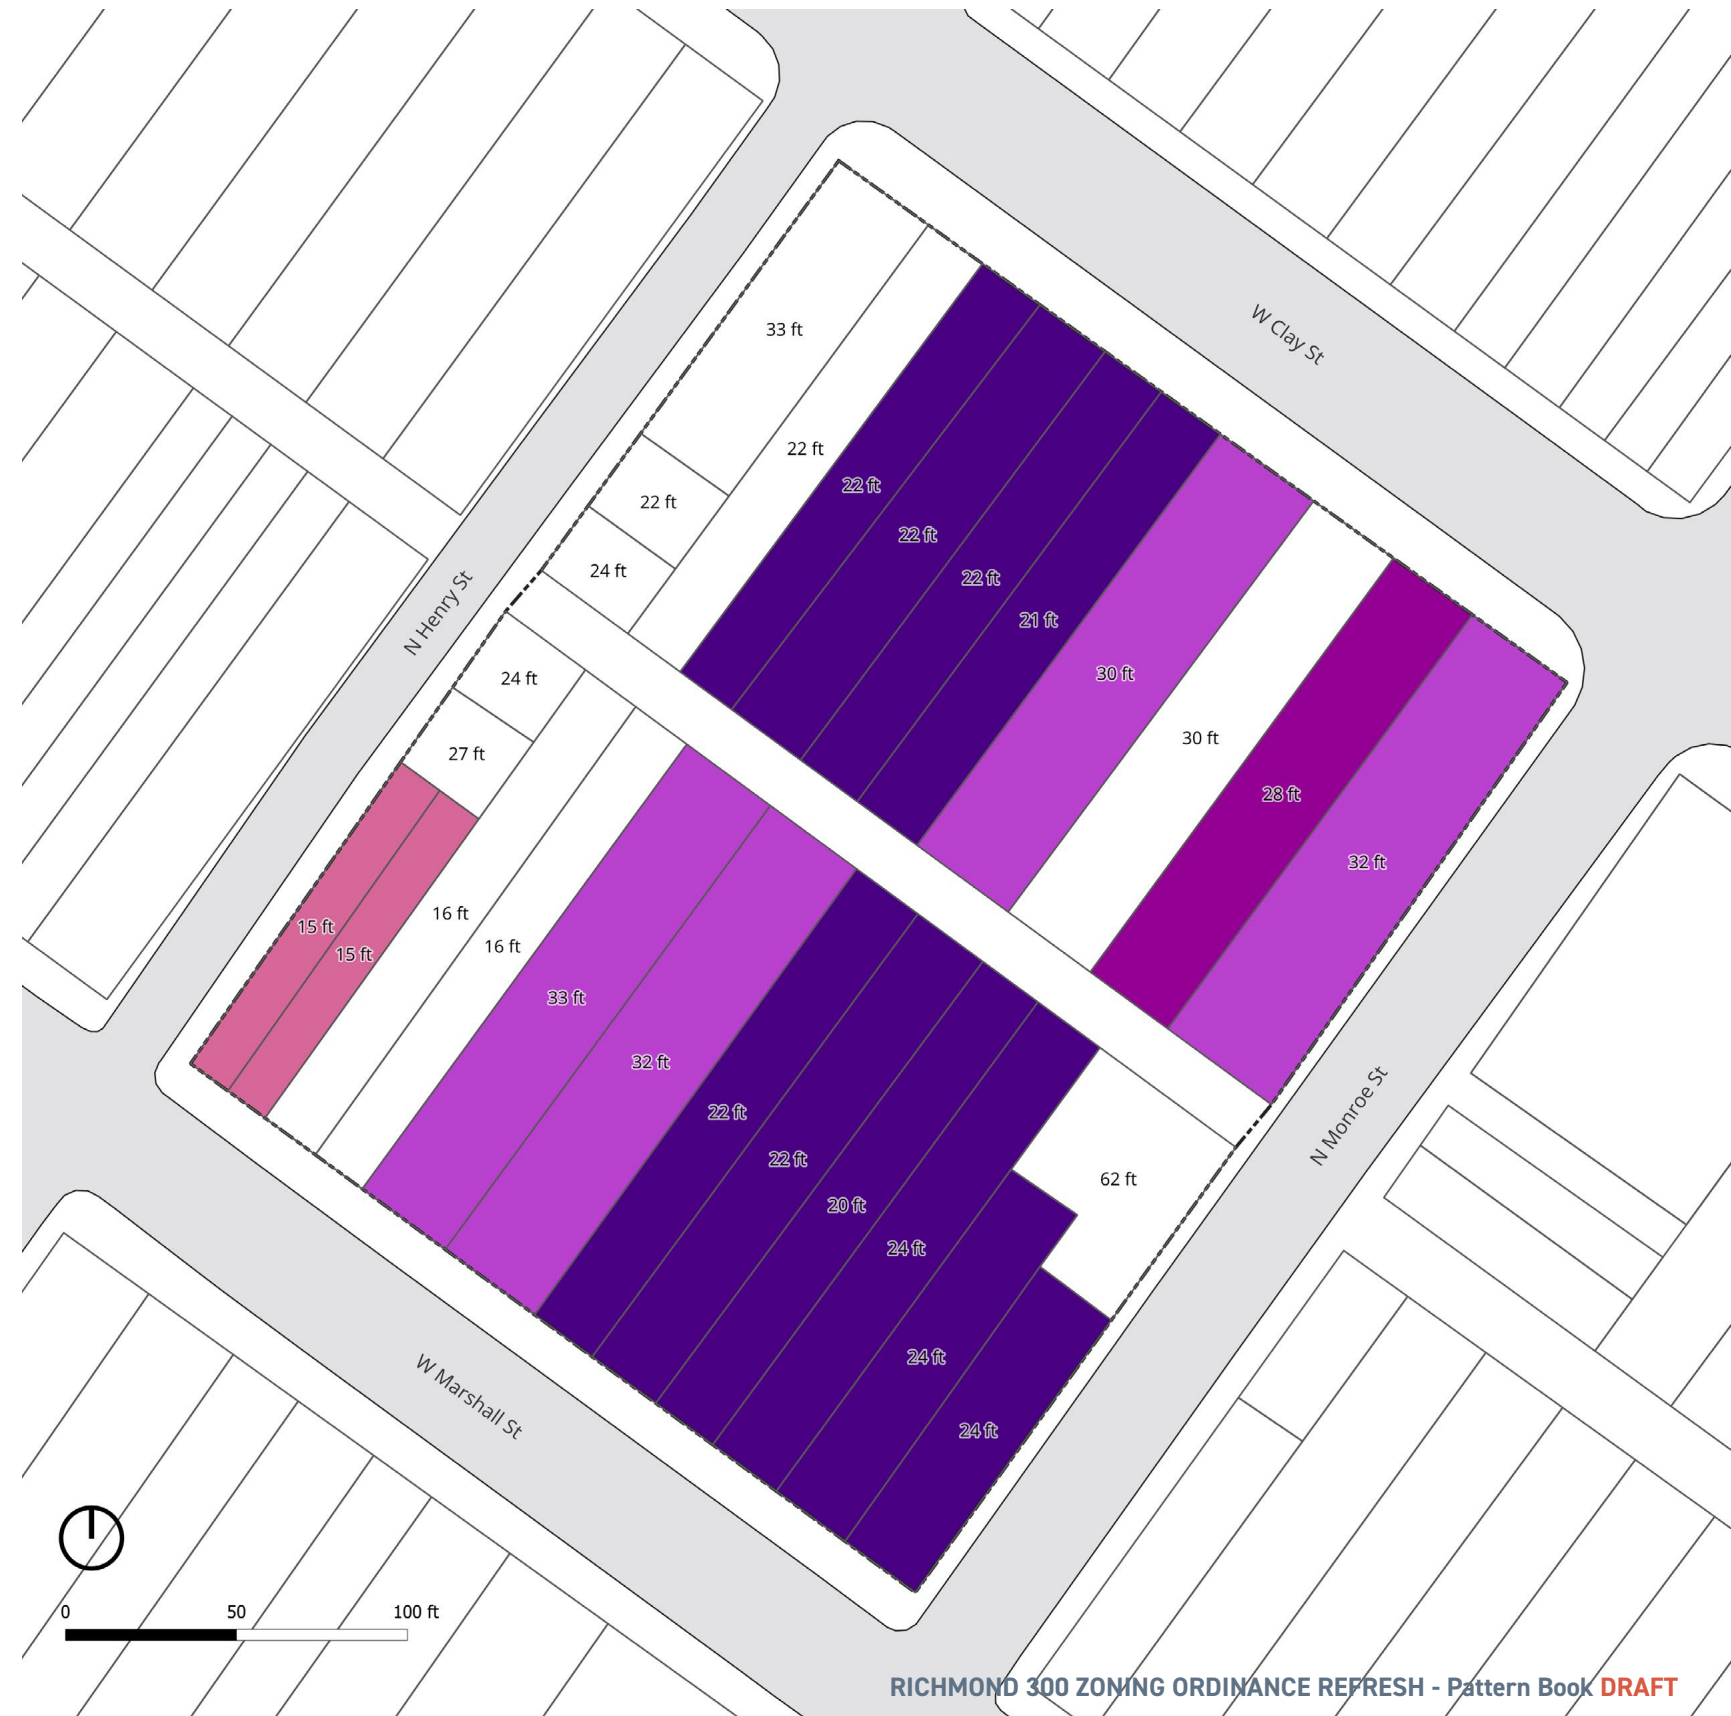 W Clay St
33 ft
22 ft
22 ft
22 ft
22 ft
22 ft
24 ft
21 ft
N Henry St
30 ft
24 ft
30 ft
27 ft
28 ft
32 ft
16 ft
15 ft
16 ft
15 ft
33 ft
32 ft
22 ft
N Monroe St
22 ft
62 ft
20 ft
24 ft
24 ft
W Marshall St
24 ft
0 50 100 ft
RICHMOND 300 ZONING ORDINANCE REFRESH - Pattern Book DRAFT